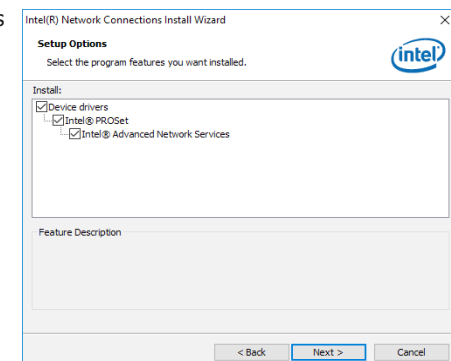 s
Intel(R) Network Connections Install Wizard
Setup Options
Select the program features you want installed.
intel
Install:
Device drivers
Intel® PROSet
Intel® Advanced Network Services
Feature Description
< Back Next > Cancel